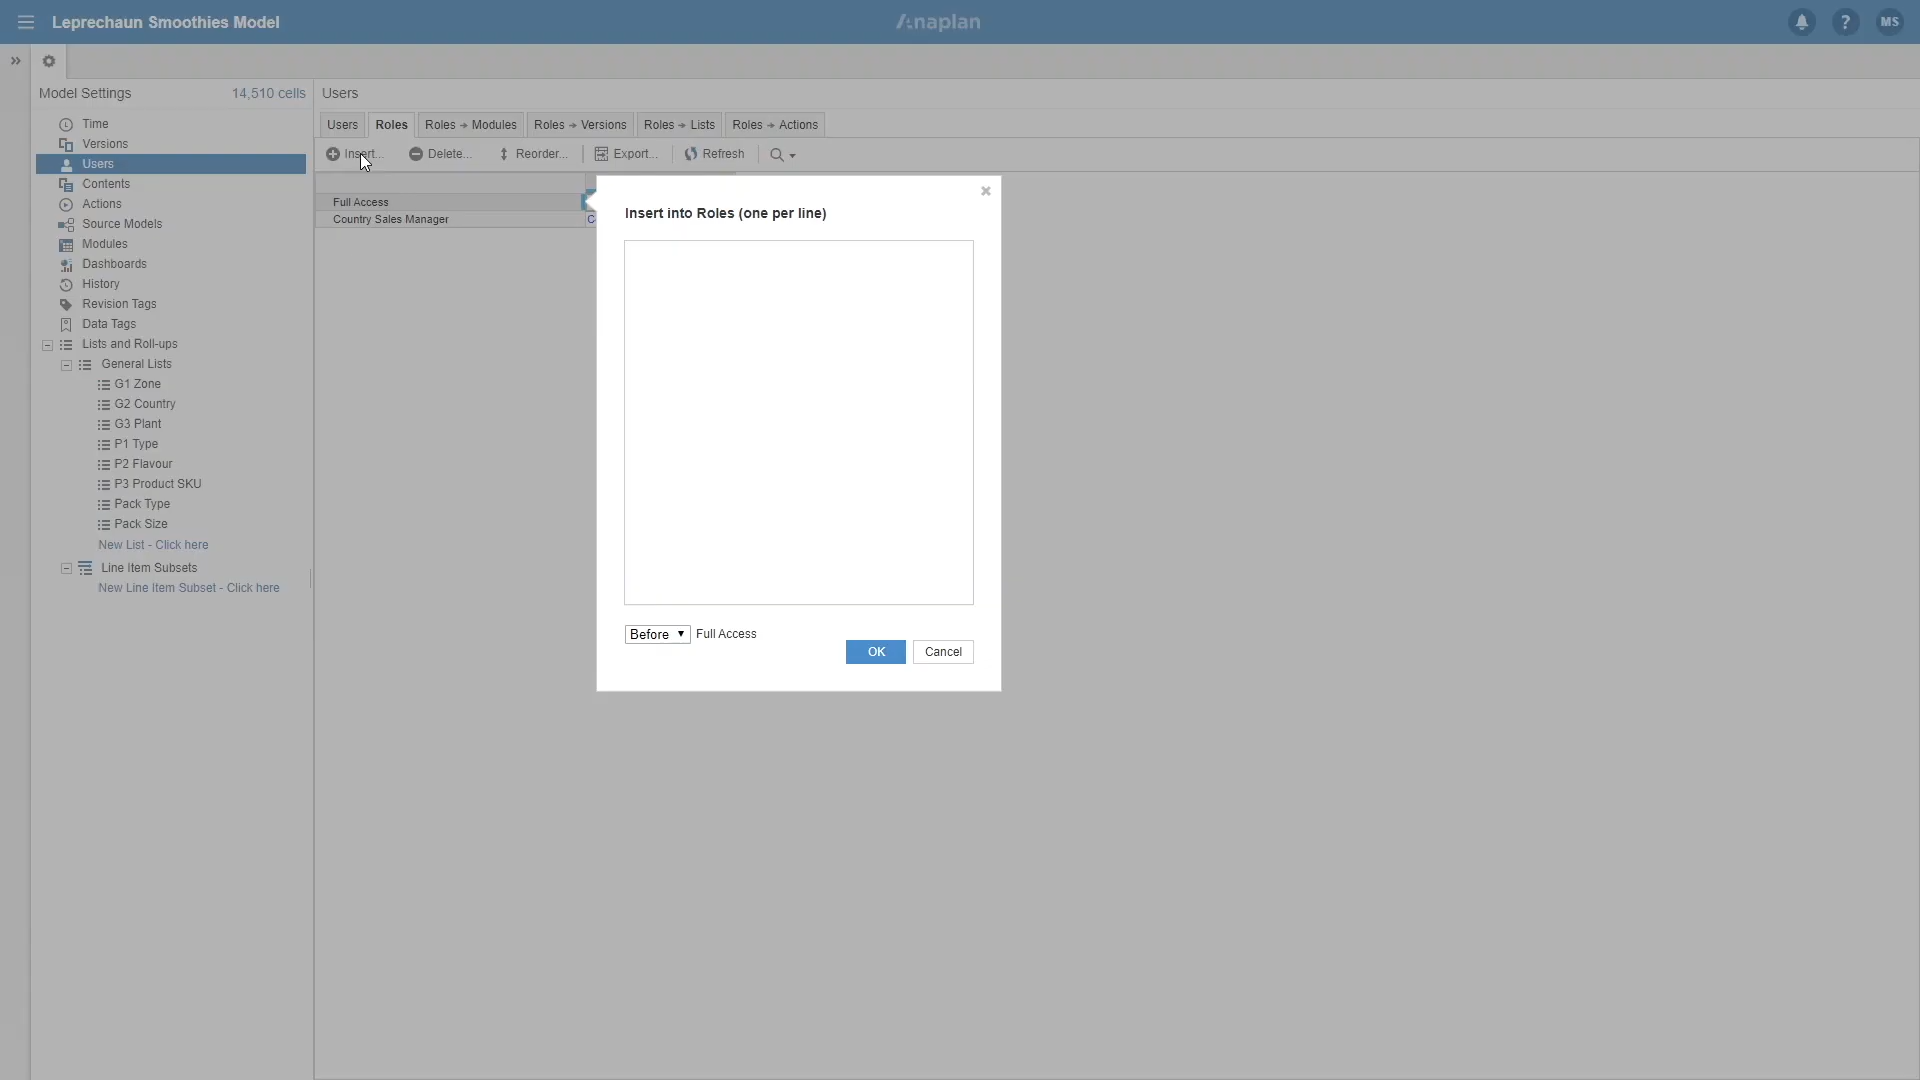 Leprechaun Smoothies Model
Anaplan
? MS
Model Settings 14,510 cells
Users
Time
Versions
Users
Contents
Actions
Source Models
Modules
Dashboards
History
Revision Tags
Data Tags
Lists and Roll-ups
General Lists
G1 Zone
G2 Country
G3 Plant
P1 Type
P2 Flavour
P3 Product SKU
Pack Type
Pack Size
New List - Click here
Line Item Subsets
New Line Item Subset - Click here
Users Roles Roles → Modules Roles → Versions Roles → Lists Roles → Actions
Insert... Delete... Reorder... Export... Refresh
Full Access
Country Sales Manager C
Insert into Roles (one per line)
Before Full Access
OK Cancel